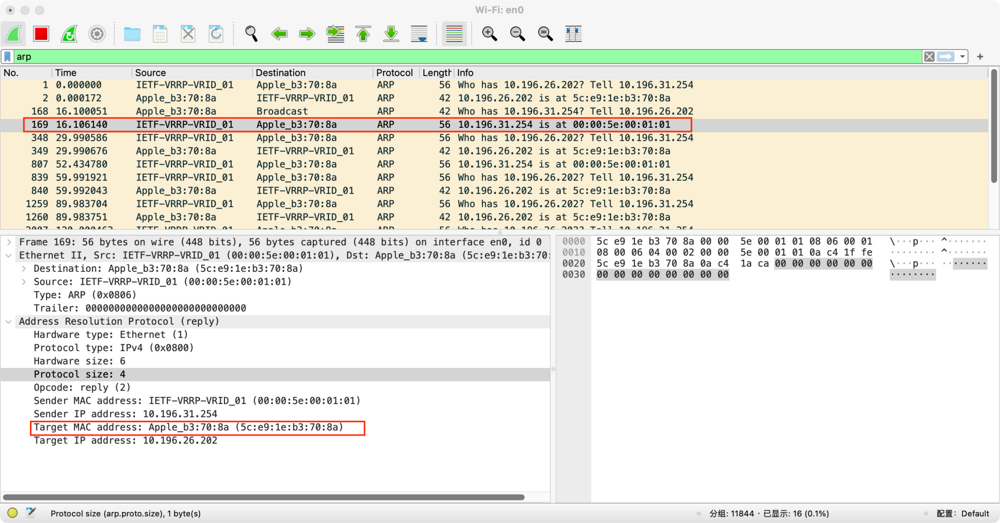 Wi-Fi: en0
arp
No. Time Source Destination Protocol Length Info
1 0.000000 IETF-VRRP-VRID_01 Apple_b3:70:8a ARP 56 Who has 10.196.26.202? Tell 10.196.31.254
2 0.000172 Apple_b3:70:8a IETF-VRRP-VRID_01 ARP 42 10.196.26.202 is at 5c:e9:1e:b3:70:8a
168 16.100051 Apple_b3:70:8a Broadcast ARP 42 Who has 10.196.31.254? Tell 10.196.26.202
169 16.106140 IETF-VRRP-VRID_01 Apple_b3:70:8a ARP 56 10.196.31.254 is at 00:00:5e:00:01:01
348 29.990586 IETF-VRRP-VRID_01 Apple_b3:70:8a ARP 56 Who has 10.196.26.202? Tell 10.196.31.254
349 29.990676 Apple_b3:70:8a IETF-VRRP-VRID_01 ARP 42 10.196.26.202 is at 5c:e9:1e:b3:70:8a
807 52.434780 IETF-VRRP-VRID_01 Apple_b3:70:8a ARP 56 10.196.31.254 is at 00:00:5e:00:01:01
839 59.991921 IETF-VRRP-VRID_01 Apple_b3:70:8a ARP 56 Who has 10.196.26.202? Tell 10.196.31.254
840 59.992043 Apple_b3:70:8a IETF-VRRP-VRID_01 ARP 42 10.196.26.202 is at 5c:e9:1e:b3:70:8a
1259 89.983704 IETF-VRRP-VRID_01 Apple_b3:70:8a ARP 56 Who has 10.196.26.202? Tell 10.196.31.254
1260 89.983751 Apple_b3:70:8a IETF-VRRP-VRID_01 ARP 42 10.196.26.202 is at 5c:e9:1e:b3:70:8a
Frame 169: 56 bytes on wire (448 bits), 56 bytes captured (448 bits) on interface en0, id 0
Ethernet II, Src: IETF-VRRP-VRID_01 (00:00:5e:00:01:01), Dst: Apple_b3:70:8a (5c:e9:1e:b3:70:
Destination: Apple_b3:70:8a (5c:e9:1e:b3:70:8a)
Source: IETF-VRRP-VRID_01 (00:00:5e:00:01:01)
Type: ARP (0x0806)
Trailer: 0000000000000000000000000000
Address Resolution Protocol (reply)
Hardware type: Ethernet (1)
Protocol type: IPv4 (0x0800)
Hardware size: 6
Protocol size: 4
Opcode: reply (2)
Sender MAC address: IETF-VRRP-VRID_01 (00:00:5e:00:01:01)
Sender IP address: 10.196.31.254
Target MAC address: Apple_b3:70:8a (5c:e9:1e:b3:70:8a)
Target IP address: 10.196.26.202
0000 5c e9 1e b3 70 8a 00 00 5e 00 01 01 08 06 00 01 \···p··· ^·······
0010 08 00 06 04 00 02 00 00 5e 00 01 01 0a c4 1f fe ········ ^·······
0020 5c e9 1e b3 70 8a 0a c4 1a ca 00 00 00 00 00 00 \···p··· ········
0030 00 00 00 00 00 00 00 00 ········
Protocol size (arp.proto.size), 1 byte(s)
分组: 11844 · 已显示: 16 (0.1%)
配置: Default